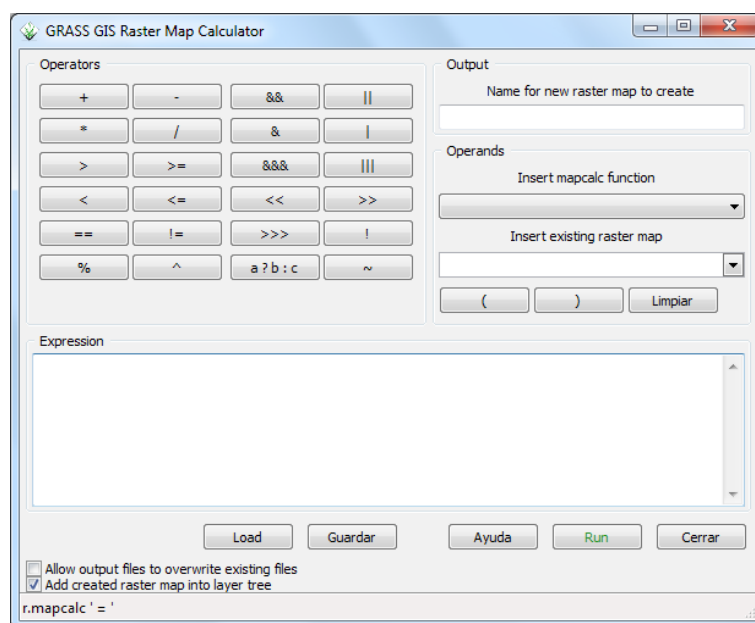 GRASS GIS Raster Map Calculator
Operators
+ - && ||
* / & |
> >= &&& |||
< <= << >>
== != >>> !
% ^ a?b:c ~
Output
Name for new raster map to create
Operands
Insert mapcalc function
Insert existing raster map
( ) Limpiar
Expression
Load Guardar Ayuda Run Cerrar
Allow output files to overwrite existing files
Add created raster map into layer tree
r.mapcalc ' = '